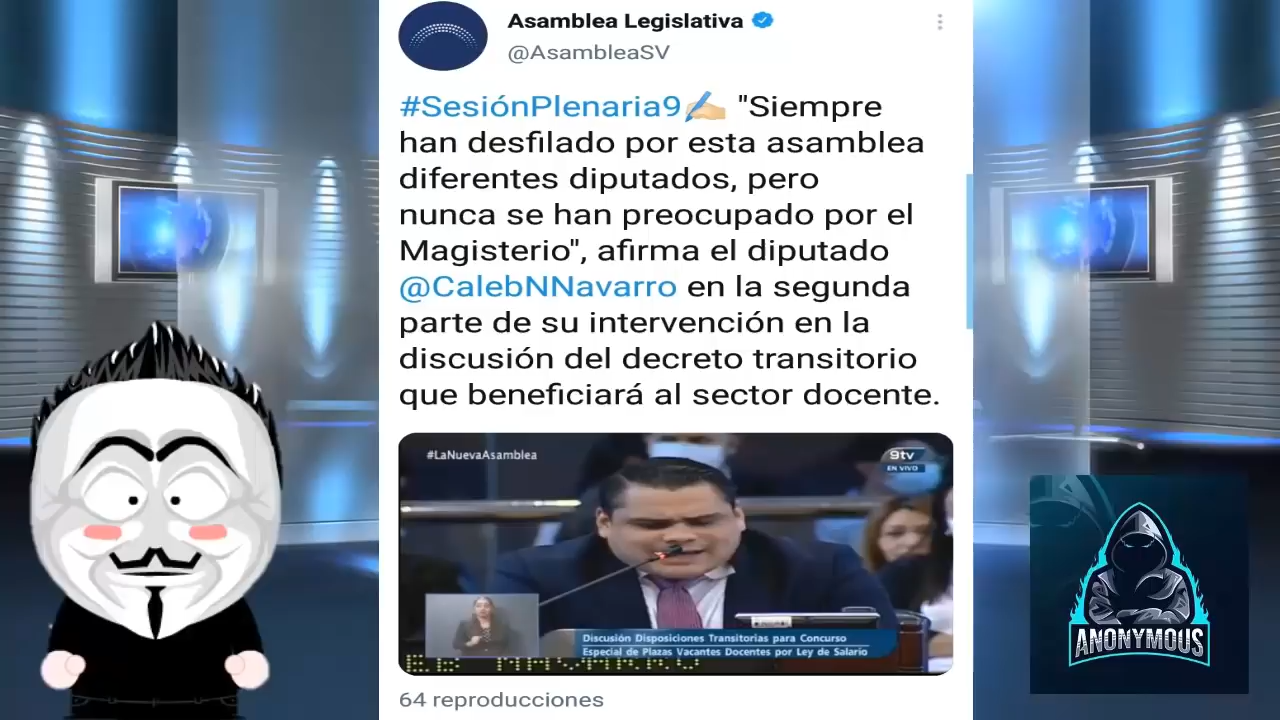 Asamblea Legislativa
@AsambleaSV
#SesiónPlenaria9✍🏻 "Siempre
han desfilado por esta asamblea
diferentes diputados, pero
nunca se han preocupado por el
Magisterio", afirma el diputado
@CalebNNavarro en la segunda
parte de su intervención en la
discusión del decreto transitorio
que beneficiará al sector docente.
#LaNuevaAsamblea
9tv
EN VIVO
Discusión Disposiciones Transitorias para Concurso
Especial de Plazas Vacantes Docentes por Ley de Salario
64 reproducciones
ANONYMOUS